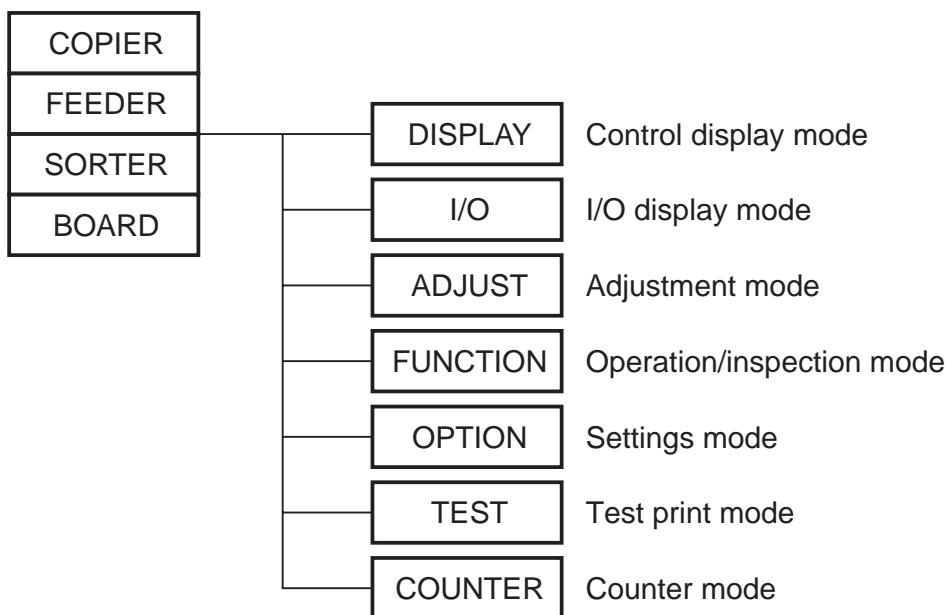 COPIER
FEEDER
SORTER
BOARD
DISPLAY Control display mode
I/O I/O display mode
ADJUST Adjustment mode
FUNCTION Operation/inspection mode
OPTION Settings mode
TEST Test print mode
COUNTER Counter mode